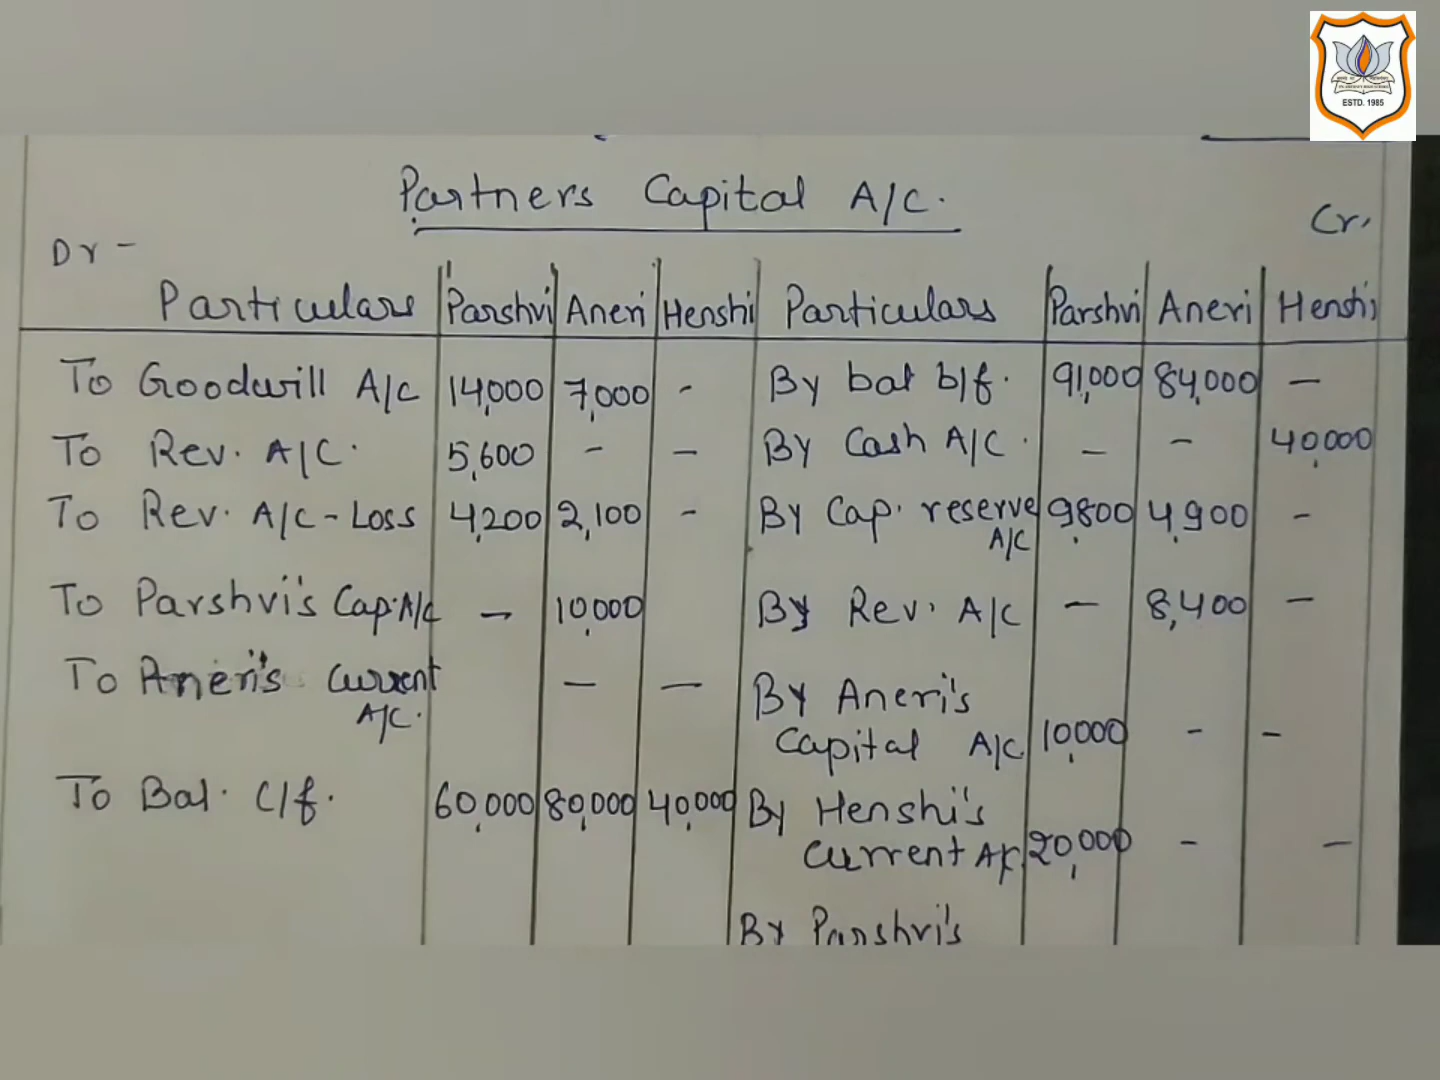 ESTD. 1985
Partners Capital A/C.
Dr - Cr.
Particulars Parshvi Aneri Henshi Particulars Parshvi Aneri Henshi
To Goodwill A/C 14,000 7,000 - By bal b/f. 91,000 84,000 -
To Rev. A/C. 5,600 - - By Cash A/C. - - 40,000
To Rev. A/C - Loss 4,200 2,100 - By Cap. reserve 9800 4,900 -
A/C
To Parshvi's Cap. A/C - 10,000 By Rev. A/C - 8,400 -
To Aneri's Current - - By Aneri's
A/C.
Capital A/C 10,000 - -
To Bal. C/f. 60,000 80,000 40,000 By Henshi's
Current A/C 20,000 - -
By Parshvi's